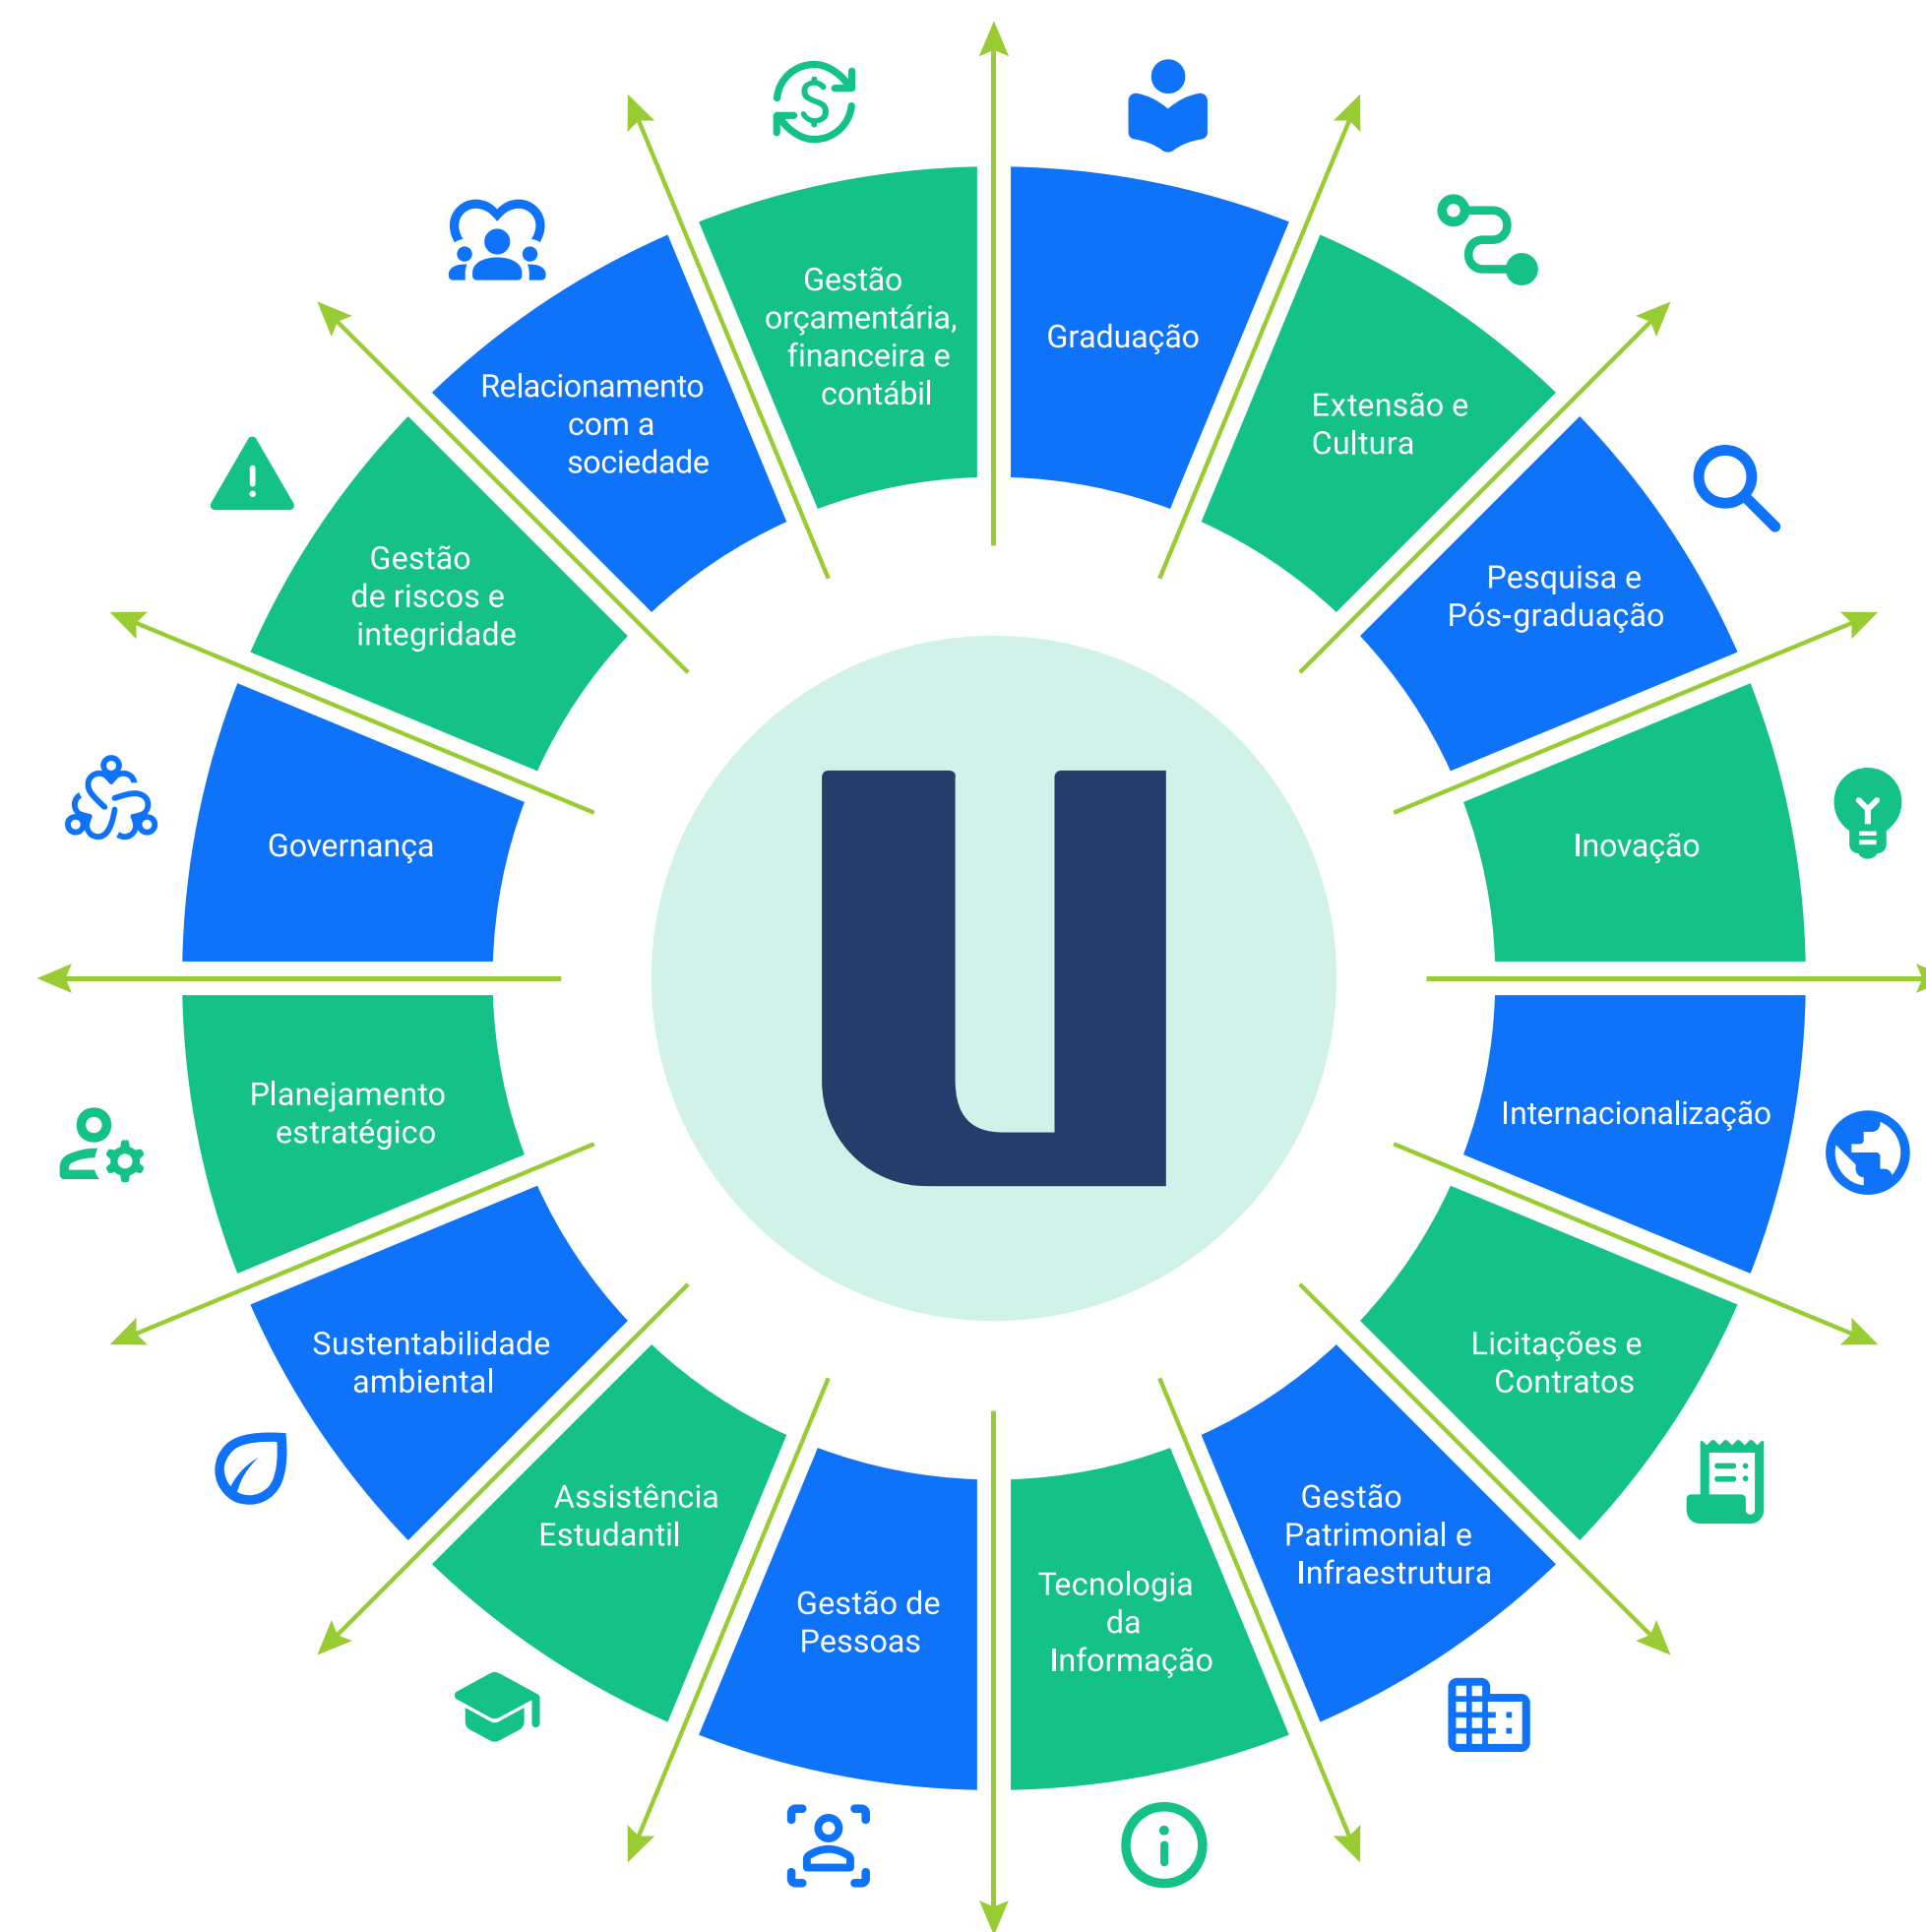 Graduação
Extensão e
Cultura
Pesquisa e
Pós-graduação
Inovação
Internacionalização
Licitações e
Contratos
Gestão
Patrimonial e
Infraestrutura
Tecnologia
da
Informação
Gestão de
Pessoas
Assistência
Estudantil
Sustentabilidade
ambiental
Planejamento
estratégico
Governança
Gestão
de riscos e
integridade
Relacionamento
com a
sociedade
Gestão
orçamentária,
financeira e
contábil
U